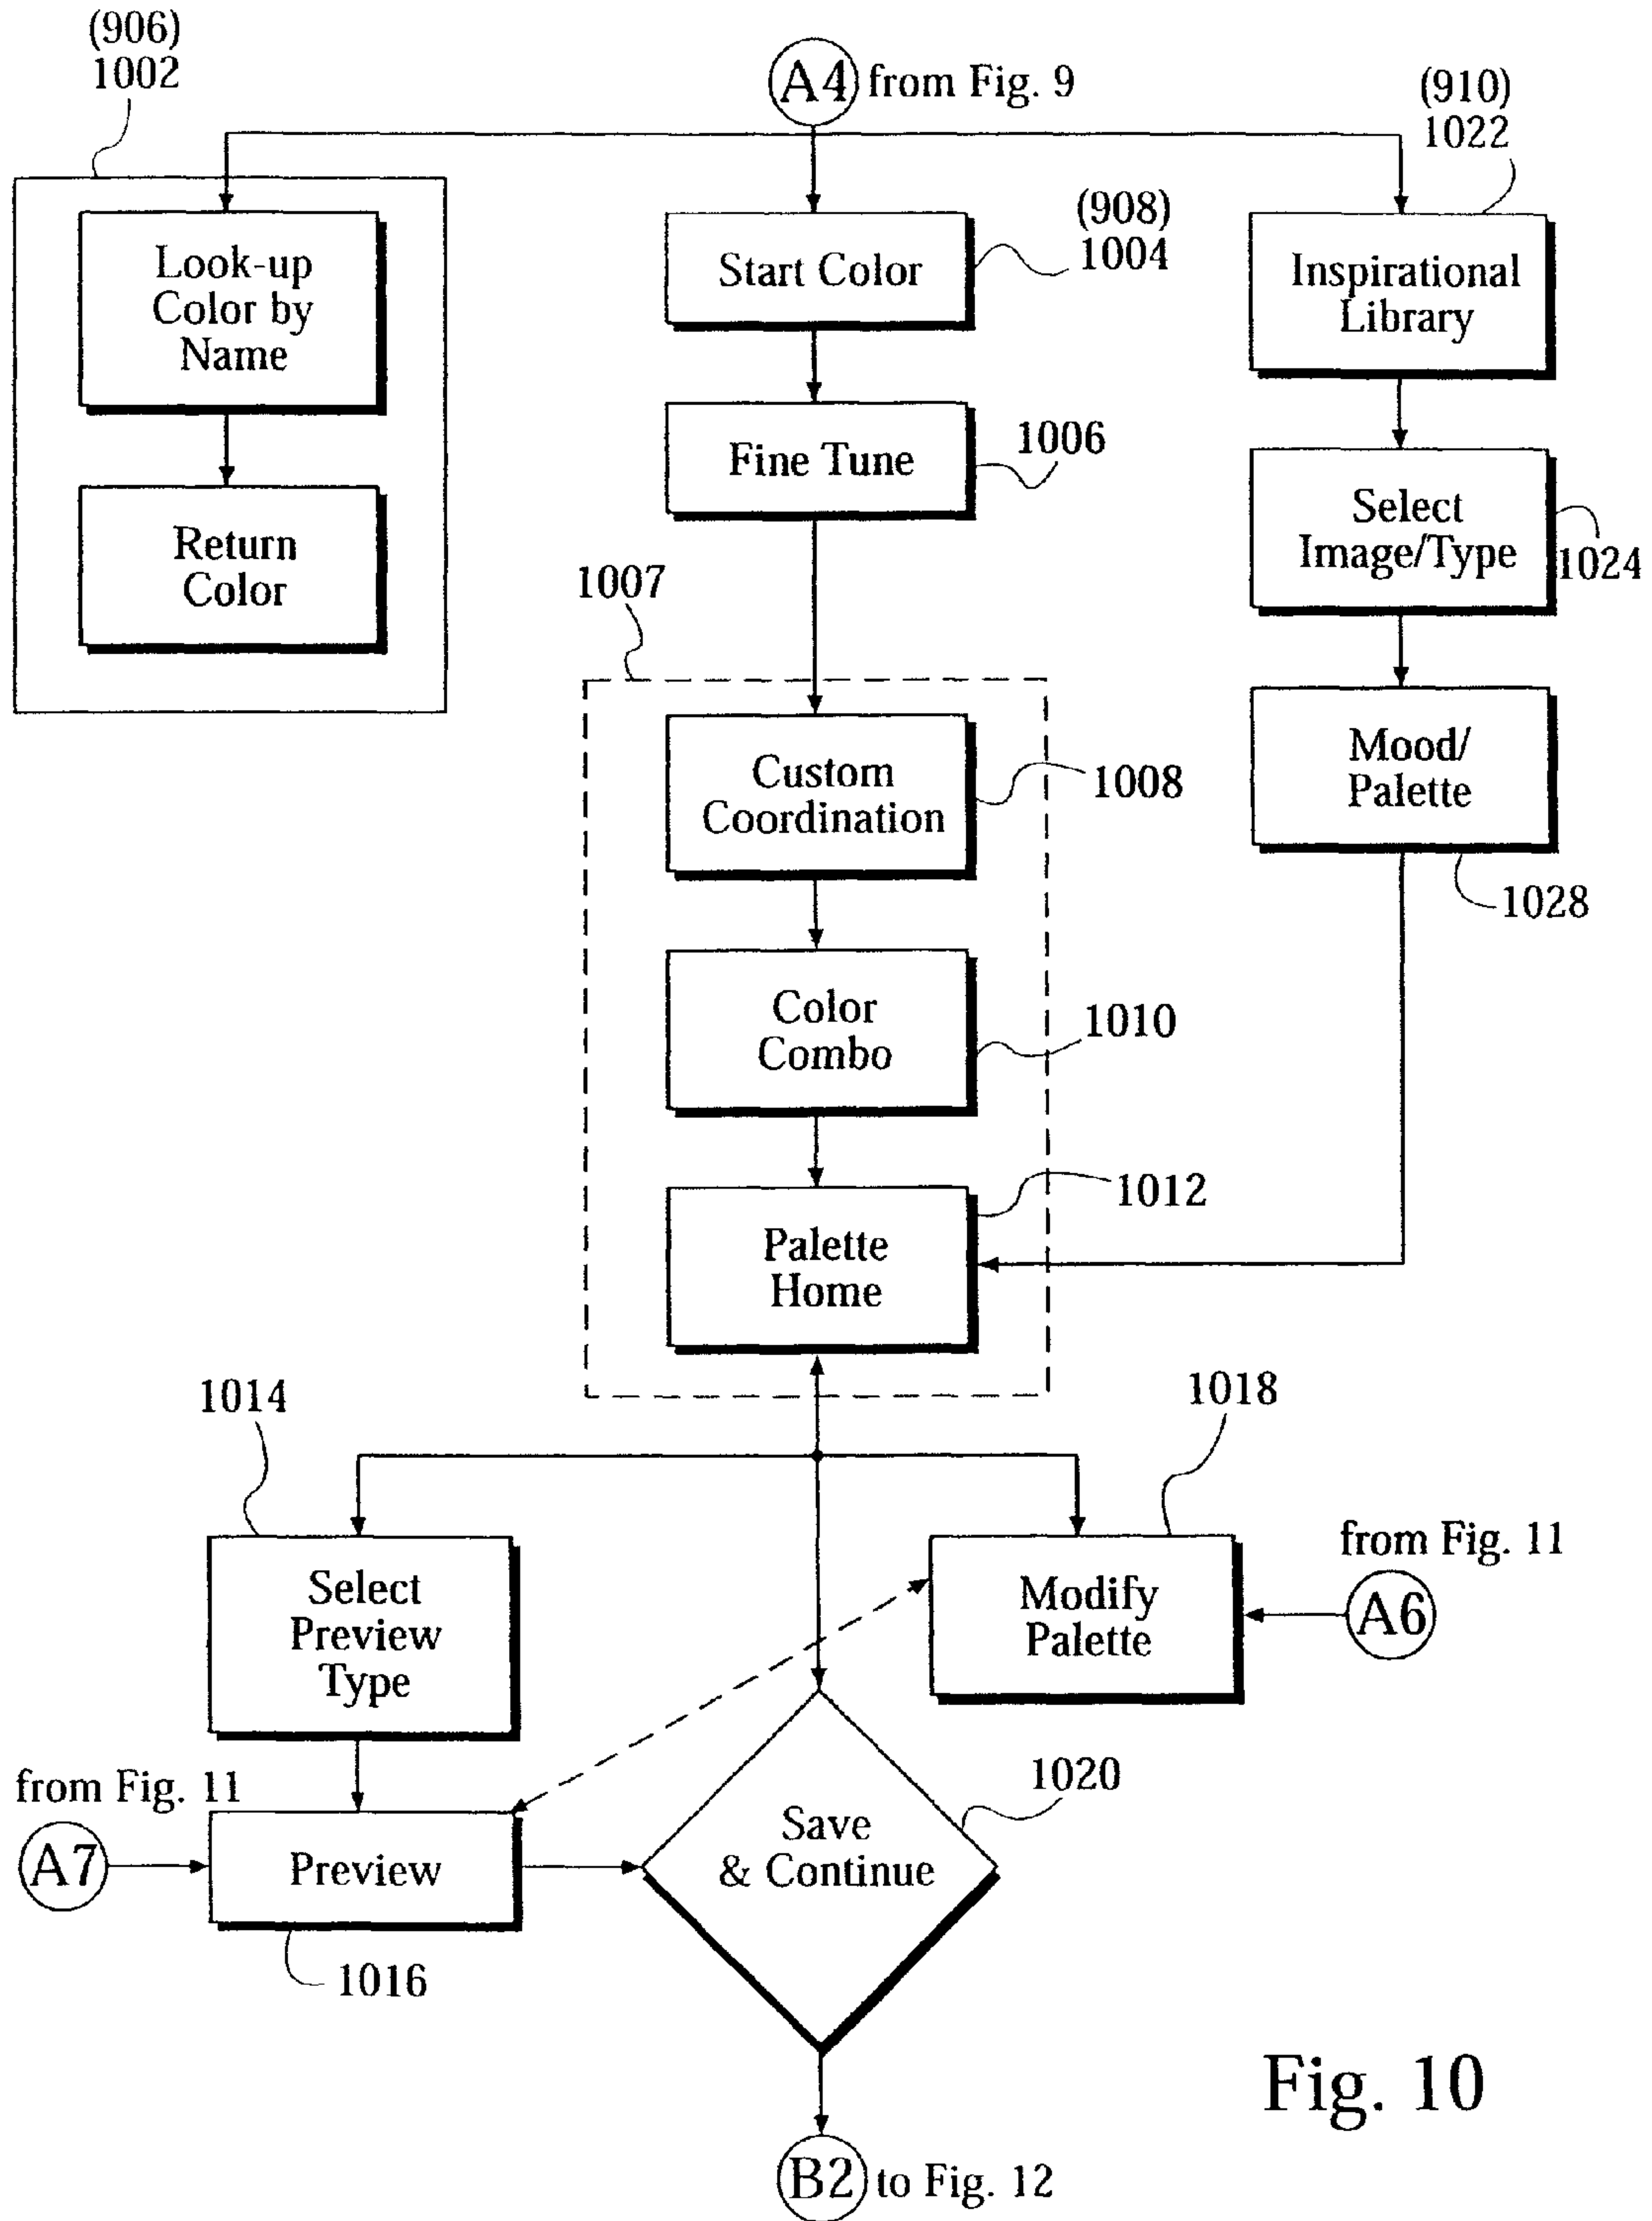 (906)
1002
A4 from Fig. 9
(910)
1022
Look-up
Color by
Name
Start Color
(908)
1004
Inspirational
Library
Fine Tune
1006
Return
Color
Select
Image/Type
1024
1007
Custom
Coordination
1008
Mood/
Palette
1028
Color
Combo
1010
Palette
Home
1012
1014
1018
Select
Preview
Type
Modify
Palette
from Fig. 11
A6
from Fig. 11
A7
Preview
1016
Save
& Continue
1020
B2 to Fig. 12
Fig. 10